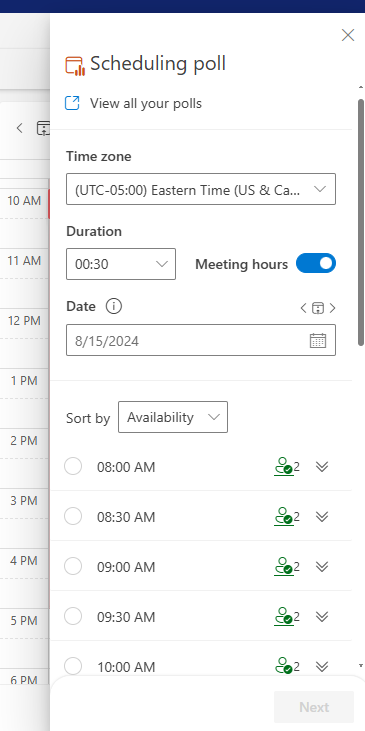 Scheduling poll
View all your polls
Time zone
(UTC-05:00) Eastern Time (US & Ca...
Duration
00:30
Meeting hours
Date
8/15/2024
Sort by
Availability
08:00 AM
2
08:30 AM
2
09:00 AM
2
09:30 AM
2
10:00 AM
2
Next
10 AM
11 AM
12 PM
1 PM
2 PM
3 PM
4 PM
5 PM
6 PM